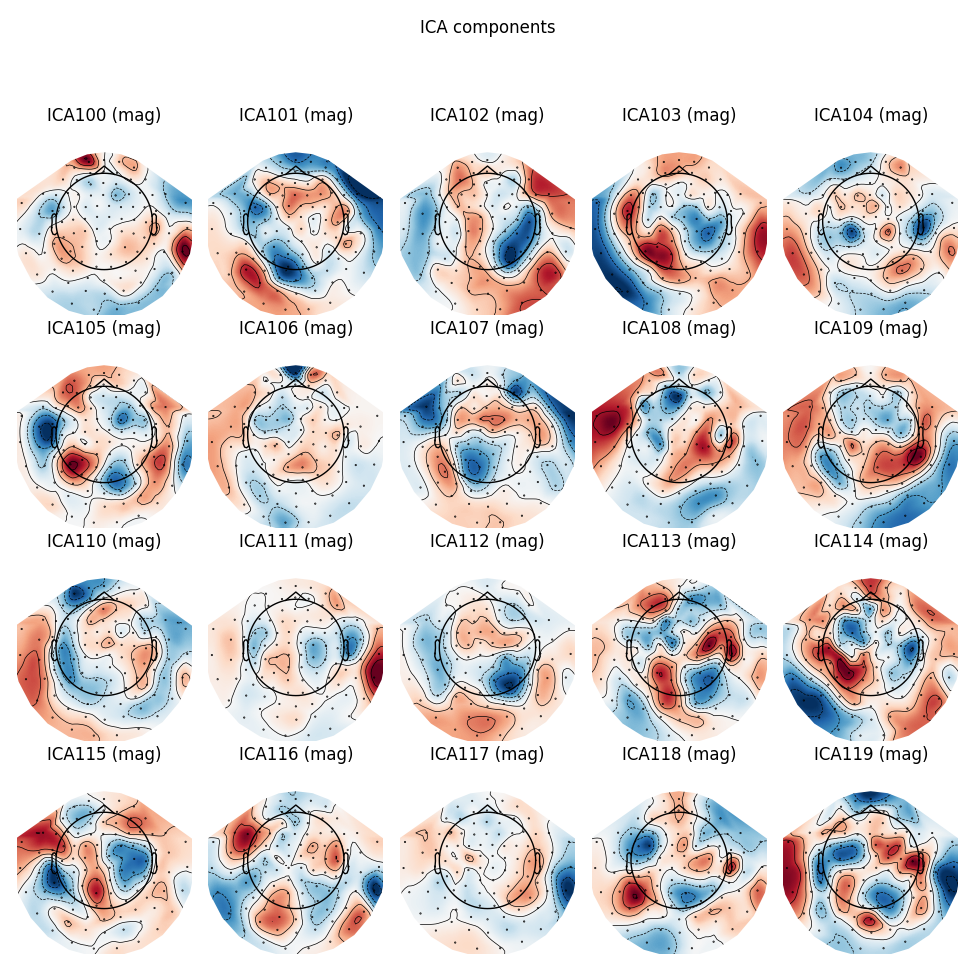 ICA components
ICA100 (mag) ICA101 (mag) ICA102 (mag) ICA103 (mag) ICA104 (mag)
ICA105 (mag) ICA106 (mag) ICA107 (mag) ICA108 (mag) ICA109 (mag)
ICA110 (mag) ICA111 (mag) ICA112 (mag) ICA113 (mag) ICA114 (mag)
ICA115 (mag) ICA116 (mag) ICA117 (mag) ICA118 (mag) ICA119 (mag)